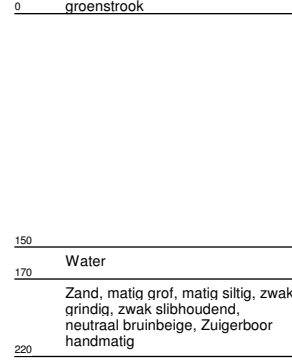 0
groenstrook
150
Water
170
Zand, matig grof, matig siltig, zwak
grindig, zwak slibhoudend,
neutraal bruinbeige, Zuigerboor
handmatig
220